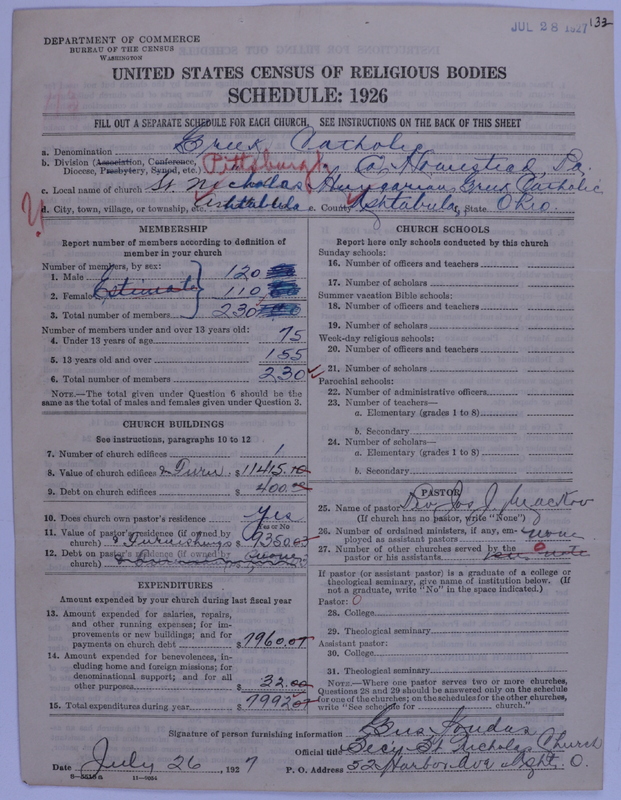 JUL 28 1927
133
DEPARTMENT OF COMMERCE
BUREAU OF THE CENSUS
WASHINGTON
UNITED STATES CENSUS OF RELIGIOUS BODIES
SCHEDULE: 1926
FILL OUT A SEPARATE SCHEDULE FOR EACH CHURCH. SEE INSTRUCTIONS ON THE BACK OF THIS SHEET
a. Denomination Greek Catholic
b. Division (Association, Conference, Diocese, Presbytery, Synod, etc.) Pittsburgh Homestead, Pa.
c. Local name of church St. Nicholas Hungarian Greek Catholic
d. City, town, village, or township, etc. Ashtabula e. County Ashtabula, State Ohio.
MEMBERSHIP
Report number of members according to definition of member in your church
Number of members, by sex:
1. Male 120
2. Female 110
Estimate
3. Total number of members 230
Number of members under and over 13 years old:
4. Under 13 years of age 75
5. 13 years old and over 155
6. Total number of members 230
NOTE.—The total given under Question 6 should be the same as the total of males and females given under Question 3.
CHURCH BUILDINGS
See instructions, paragraphs 10 to 12
7. Number of church edifices 1
8. Value of church edifices & Furn. $11415.
9. Debt on church edifices $400.
10. Does church own pastor's residence yes
Yes or No
11. Value of pastor's residence (if owned by church) & Furnishings $7350
12. Debt on pastor's residence (if owned by church) none
EXPENDITURES
Amount expended by your church during last fiscal year
13. Amount expended for salaries, repairs, and other running expenses; for improvements or new buildings; and for payments on church debt $7960.07
14. Amount expended for benevolences, including home and foreign missions; for denominational support; and for all other purposes $32.00
15. Total expenditures during year $7992.07
CHURCH SCHOOLS
Report here only schools conducted by this church
Sunday schools:
16. Number of officers and teachers
17. Number of scholars
Summer vacation Bible schools:
18. Number of officers and teachers
19. Number of scholars
Week-day religious schools:
20. Number of officers and teachers
21. Number of scholars
Parochial schools:
22. Number of administrative officers
23. Number of teachers—
a. Elementary (grades 1 to 8)
b. Secondary
24. Number of scholars—
a. Elementary (grades 1 to 8)
b. Secondary
PASTOR
25. Name of pastor Rev. Jos. J.
(If church has no pastor, write "None")
26. Number of ordained ministers, if any, employed as assistant pastors none
27. Number of other churches served by the pastor or his assistants 0
If pastor (or assistant pastor) is a graduate of a college or theological seminary, give name of institution below. (If not a graduate, write "No" in the space indicated.)
Pastor: 0
28. College
29. Theological seminary
Assistant pastor:
30. College
31. Theological seminary
NOTE.—Where one pastor serves two or more churches, Questions 28 and 29 should be answered only on the schedule for one of the churches; on the schedules for the other churches, write "See schedule for church."
Signature of person furnishing information Gus
Official title Secy St. Nicholas Church
Date July 26, 1927 P. O. Address 52 Harbor Ave Asht. O.
11—9084